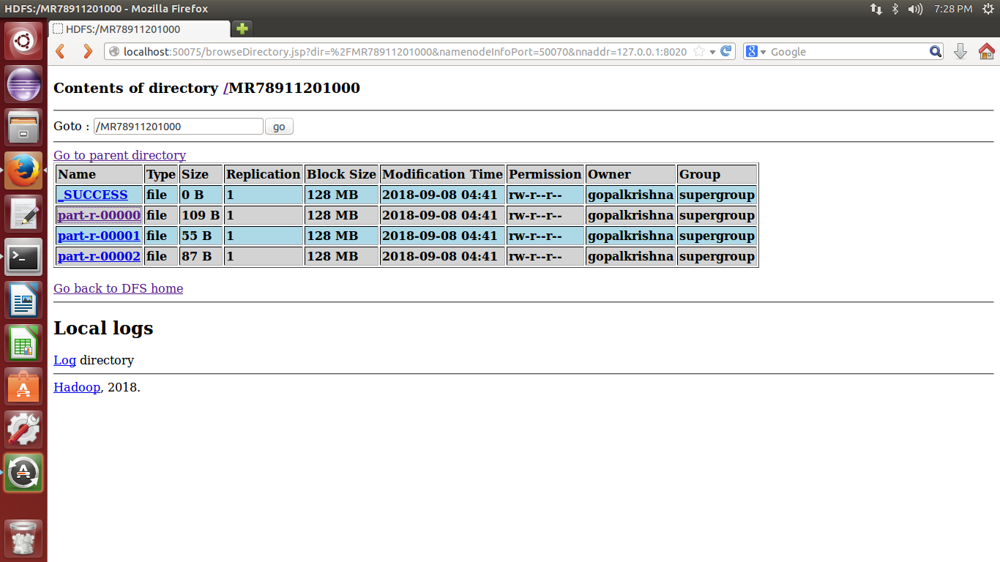 HDFS:/MR78911201000 - Mozilla Firefox 7:28 PM
HDFS:/MR78911201000
localhost:50075/browseDirectory.jsp?dir=%2FMR78911201000&namenodeInfoPort=50070&nnaddr=127.0.0.1:8020 Google
Contents of directory /MR78911201000
Goto : /MR78911201000 go
Go to parent directory
Name Type Size Replication Block Size Modification Time Permission Owner Group
_SUCCESS file 0 B 1 128 MB 2018-09-08 04:41 rw-r--r-- gopalkrishna supergroup
part-r-00000 file 109 B 1 128 MB 2018-09-08 04:41 rw-r--r-- gopalkrishna supergroup
part-r-00001 file 55 B 1 128 MB 2018-09-08 04:41 rw-r--r-- gopalkrishna supergroup
part-r-00002 file 87 B 1 128 MB 2018-09-08 04:41 rw-r--r-- gopalkrishna supergroup
Go back to DFS home
Local logs
Log directory
Hadoop, 2018.